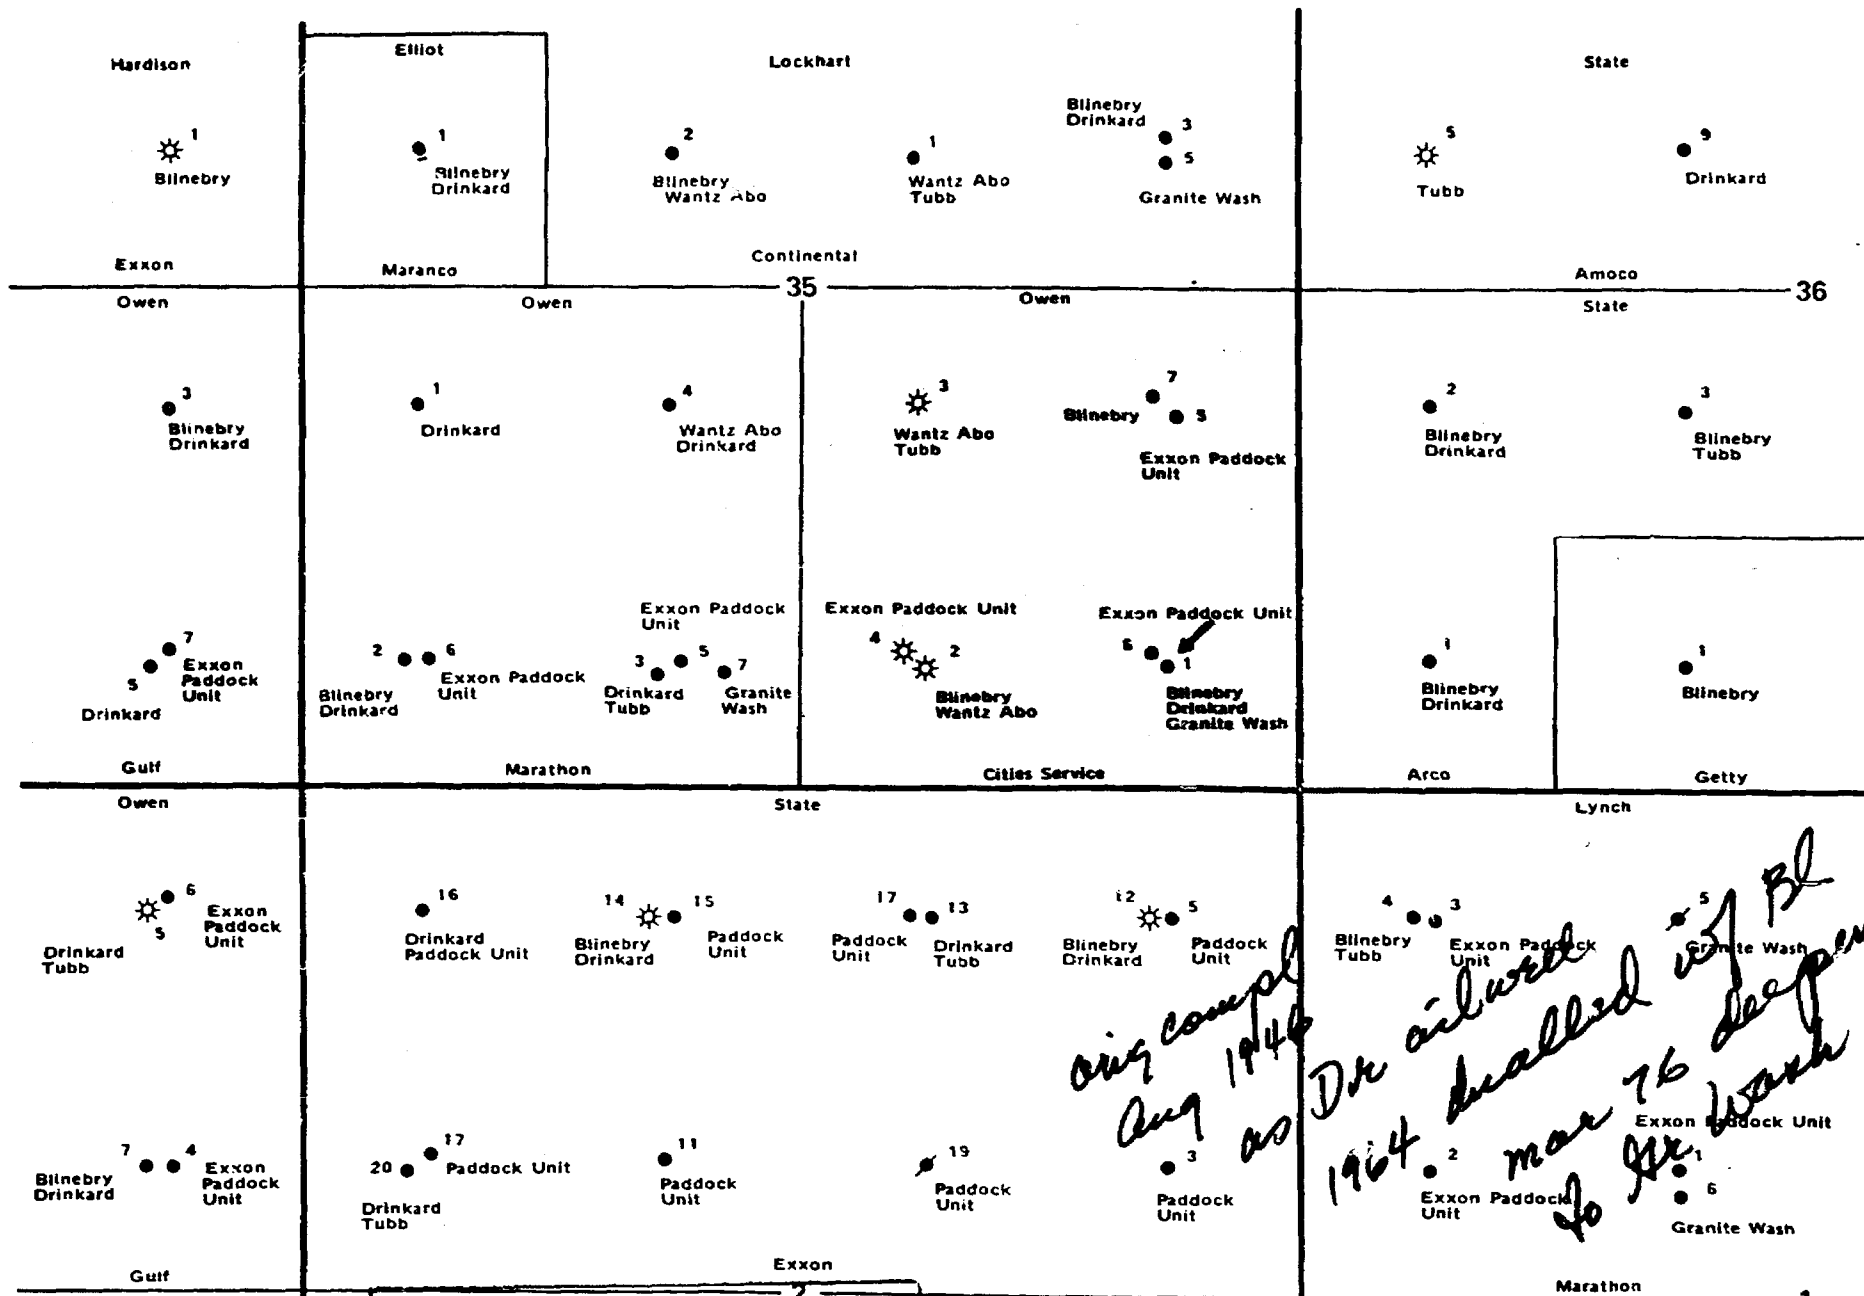 Hardison
Elliot
Lockhart
State
1
Blinebry
1
Blinebry
Drinkard
2
Blinebry
Wantz Abo
1
Wantz Abo
Tubb
Blinebry
Drinkard
3
5
Granite Wash
5
Tubb
9
Drinkard
Exxon
Maranco
Continental
Amoco
35
36
Owen
Owen
Owen
State
3
Blinebry
Drinkard
1
Drinkard
4
Wantz Abo
Drinkard
3
Wantz Abo
Tubb
7
Blinebry
5
Exxon Paddock
Unit
2
Blinebry
Drinkard
3
Blinebry
Tubb
7
Exxon
Paddock
Unit
5
Drinkard
2
6
Blinebry
Drinkard
Exxon Paddock
Unit
Exxon Paddock
Unit
3
5
7
Drinkard
Tubb
Granite
Wash
Exxon Paddock Unit
4
2
Blinebry
Wantz Abo
Exxon Paddock Unit
6
1
Blinebry
Drinkard
Granite Wash
1
Blinebry
Drinkard
1
Blinebry
Gulf
Marathon
Cities Service
Arco
Getty
Owen
State
Lynch
6
Exxon
Paddock
Unit
5
Drinkard
Tubb
16
Drinkard
Paddock Unit
14
15
Blinebry
Drinkard
Paddock
Unit
17
13
Paddock
Unit
Drinkard
Tubb
12
5
Blinebry
Drinkard
Paddock
Unit
4
3
Blinebry
Tubb
Exxon Paddock
Unit
5
Granite Wash
orig compl
Aug 1946
as Dr oil well
1964 dualled w/ Bl
mar 76 deepen
to Gr Wash
7
4
Blinebry
Drinkard
Exxon
Paddock
Unit
17
Paddock Unit
20
Drinkard
Tubb
11
Paddock
Unit
19
Paddock
Unit
3
Paddock
Unit
2
Exxon Paddock
Unit
Exxon Paddock Unit
1
6
Granite Wash
Gulf
Exxon
Marathon
2